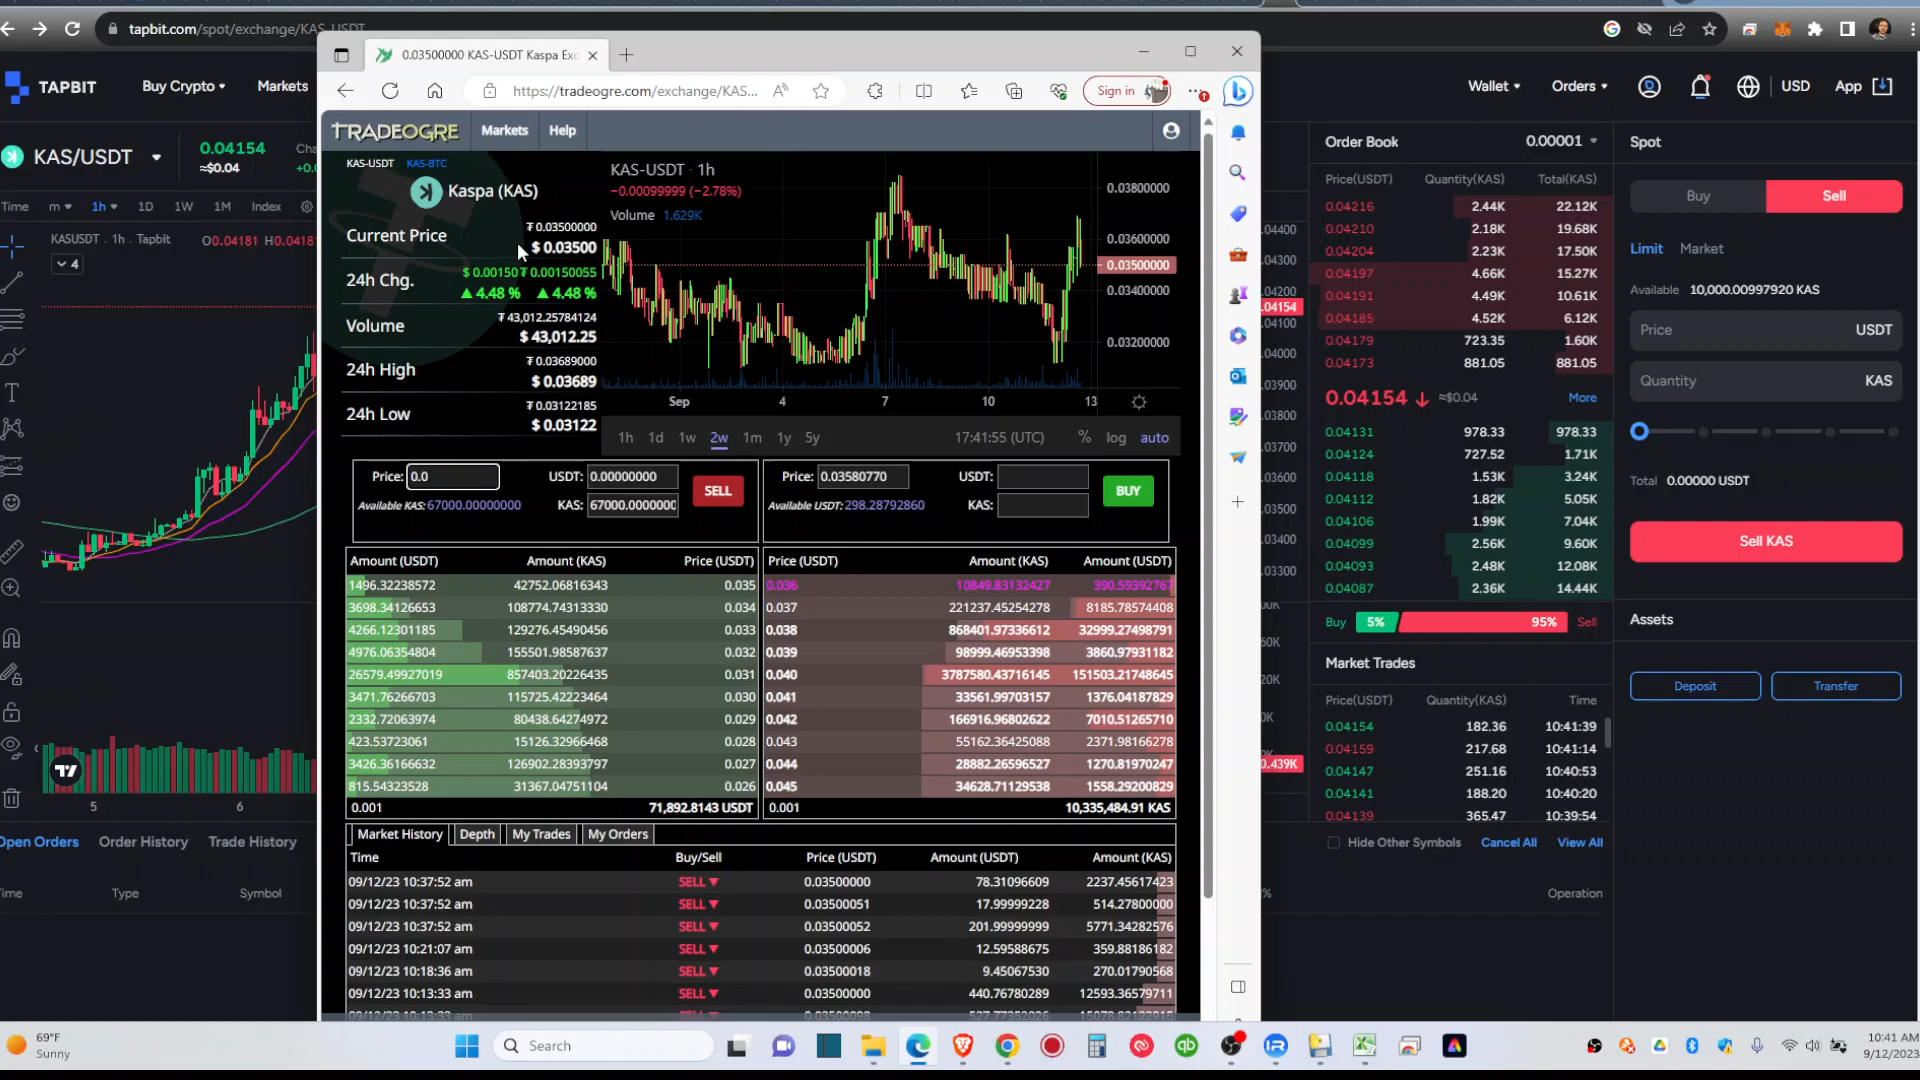 tapbit.com/spot/exchange/KAS_USDT
0.03500000 KAS-USDT Kaspa Exc
https://tradeogre.com/exchange/KAS...
Sign in
TAPBIT
Buy Crypto
Markets
Wallet
Orders
USD
App
KAS/USDT
0.04154
≈$0.04
Time
m
1h
1D
1W
1M
Index
KASUSDT . 1h . Tapbit
O0.04181
4
5
6
Open Orders
Order History
Trade History
Type
Symbol
TRADEOGRE
Markets
Help
KAS-USDT
KAS-BTC
Kaspa (KAS)
Current Price
₮ 0.03500000
$ 0.03500
24h Chg.
$ 0.00150 ₮ 0.00150055
▲ 4.48 % ▲ 4.48 %
Volume
₮ 43,012.25784124
$ 43,012.25
24h High
₮ 0.03689000
$ 0.03689
24h Low
₮ 0.03122185
$ 0.03122
KAS-USDT · 1h
−0.00099999 (−2.78%)
Volume 1.629K
0.03800000
0.03600000
0.03500000
0.03400000
0.03200000
Sep
4
7
10
13
1h 1d 1w 2w 1m 1y 5y
17:41:55 (UTC)
% log auto
Price: 0.0
USDT: 0.00000000
Available KAS: 67000.00000000
KAS: 67000.0000000
SELL
Price: 0.03580770
USDT:
Available USDT: 298.28792860
KAS:
BUY
Amount (USDT) Amount (KAS) Price (USDT)
1496.32238572 42752.06816343 0.035
3698.34126653 108774.74313330 0.034
4266.12301185 129276.45490456 0.033
4976.06354804 155501.98587637 0.032
26579.49927019 857403.20226435 0.031
3471.76266703 115725.42223464 0.030
2332.72063974 80438.64274972 0.029
423.53723061 15126.32966468 0.028
3426.36166632 126902.28393797 0.027
815.54323528 31367.04751104 0.026
0.001 71,892.8143 USDT
Price (USDT) Amount (KAS) Amount (USDT)
0.036 10849.83132427 390.59392767
0.037 221237.45254278 8185.78574408
0.038 868401.97336612 32999.27498791
0.039 98999.46953398 3860.97931182
0.040 3787580.43716145 151503.21748645
0.041 33561.99703157 1376.04187829
0.042 166916.96802622 7010.51265710
0.043 55162.36425088 2371.98166278
0.044 28882.26596527 1270.81970247
0.045 34628.71129538 1558.29200829
0.001 10,335,484.91 KAS
Market History
Depth
My Trades
My Orders
Time Buy/Sell Price (USDT) Amount (USDT) Amount (KAS)
09/12/23 10:37:52 am SELL ▼ 0.03500000 78.31096609 2237.45617423
09/12/23 10:37:52 am SELL ▼ 0.03500051 17.99999228 514.27800000
09/12/23 10:37:52 am SELL ▼ 0.03500052 201.99999999 5771.34282576
09/12/23 10:21:07 am SELL ▼ 0.03500006 12.59588675 359.88186182
09/12/23 10:18:36 am SELL ▼ 0.03500018 9.45067530 270.01790568
09/12/23 10:13:33 am SELL ▼ 0.03500000 440.76780289 12593.36579711
0.04400
0.04300
0.04200
.04154
0.04100
0.04000
0.03900
0.03800
0.03700
0.03600
0.03500
0.03400
0.03300
0.439K
Order Book
0.00001
Price(USDT) Quantity(KAS) Total(KAS)
0.04216 2.44K 22.12K
0.04210 2.18K 19.68K
0.04204 2.23K 17.50K
0.04197 4.66K 15.27K
0.04191 4.49K 10.61K
0.04185 4.52K 6.12K
0.04179 723.35 1.60K
0.04173 881.05 881.05
0.04154 ↓ ≈$0.04
More
0.04131 978.33 978.33
0.04124 727.52 1.71K
0.04118 1.53K 3.24K
0.04112 1.82K 5.05K
0.04106 1.99K 7.04K
0.04099 2.56K 9.60K
0.04093 2.48K 12.08K
0.04087 2.36K 14.44K
Buy 5% 95% Sell
Market Trades
Price(USDT) Quantity(KAS) Time
0.04154 182.36 10:41:39
0.04159 217.68 10:41:14
0.04147 251.16 10:40:53
0.04141 188.20 10:40:20
0.04139 365.47 10:39:54
Hide Other Symbols
Cancel All
View All
Operation
Spot
Buy
Sell
Limit
Market
Available 10,000.00997920 KAS
Price USDT
Quantity KAS
Total 0.00000 USDT
Sell KAS
Assets
Deposit
Transfer
69°F
Sunny
Search
10:41 AM
9/12/2023